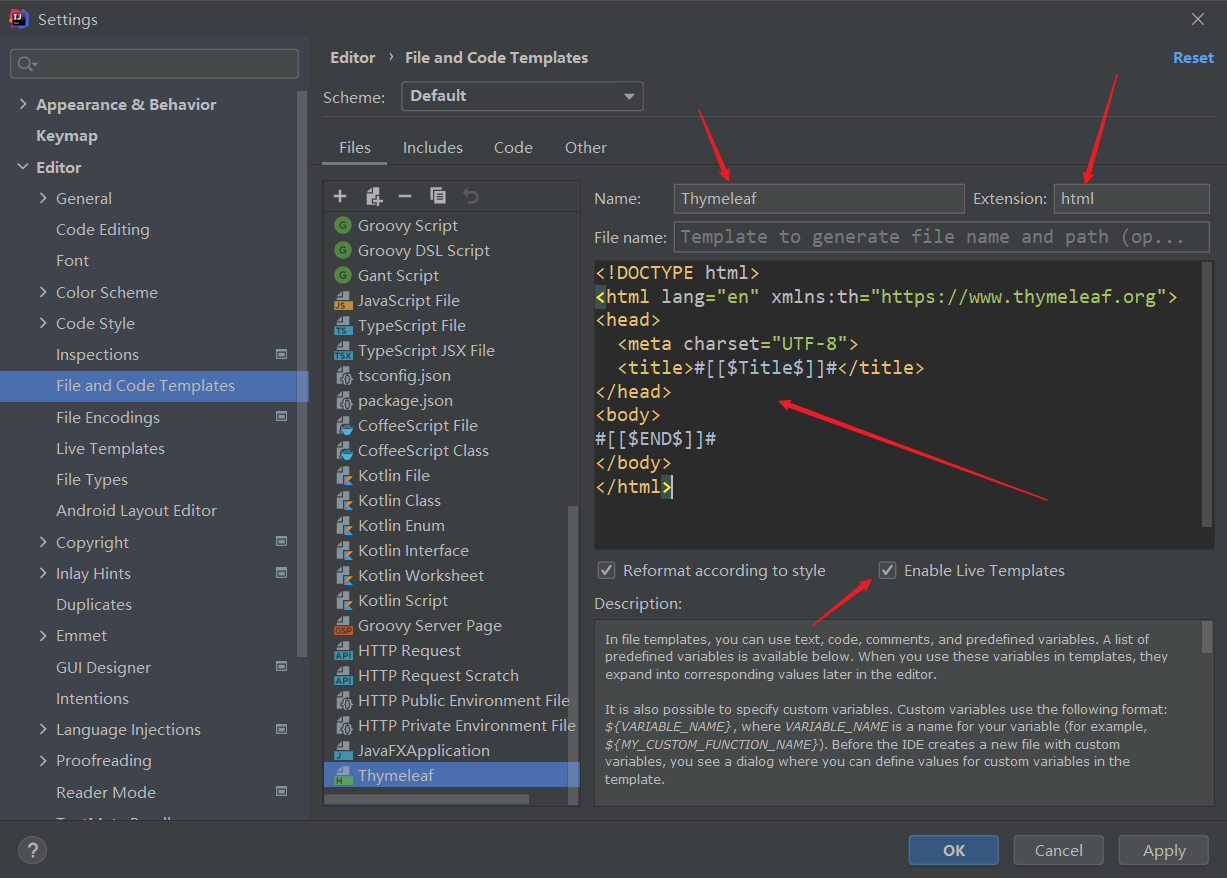 Settings
Appearance & Behavior
Keymap
Editor
General
Code Editing
Font
Color Scheme
Code Style
Inspections
File and Code Templates
File Encodings
Live Templates
File Types
Android Layout Editor
Copyright
Inlay Hints
Duplicates
Emmet
GUI Designer
Intentions
Language Injections
Proofreading
Reader Mode
Editor › File and Code Templates
Reset
Scheme: Default
Files Includes Code Other
Groovy Script
Groovy DSL Script
Gant Script
JavaScript File
TypeScript File
TypeScript JSX File
tsconfig.json
package.json
CoffeeScript File
CoffeeScript Class
Kotlin File
Kotlin Class
Kotlin Enum
Kotlin Interface
Kotlin Worksheet
Kotlin Script
Groovy Server Page
HTTP Request
HTTP Request Scratch
HTTP Public Environment File
HTTP Private Environment File
JavaFXApplication
Thymeleaf
Name: Thymeleaf Extension: html
File name: Template to generate file name and path (op...
<!DOCTYPE html>
<html lang="en" xmlns:th="https://www.thymeleaf.org">
<head>
  <meta charset="UTF-8">
  <title>#[[$Title$]]#</title>
</head>
<body>
#[[$END$]]#
</body>
</html>
Reformat according to style Enable Live Templates
Description:
In file templates, you can use text, code, comments, and predefined variables. A list of
predefined variables is available below. When you use these variables in templates, they
expand into corresponding values later in the editor.
It is also possible to specify custom variables. Custom variables use the following format:
${VARIABLE_NAME}, where VARIABLE_NAME is a name for your variable (for example,
${MY_CUSTOM_FUNCTION_NAME}). Before the IDE creates a new file with custom
variables, you see a dialog where you can define values for custom variables in the
template.
?
OK Cancel Apply